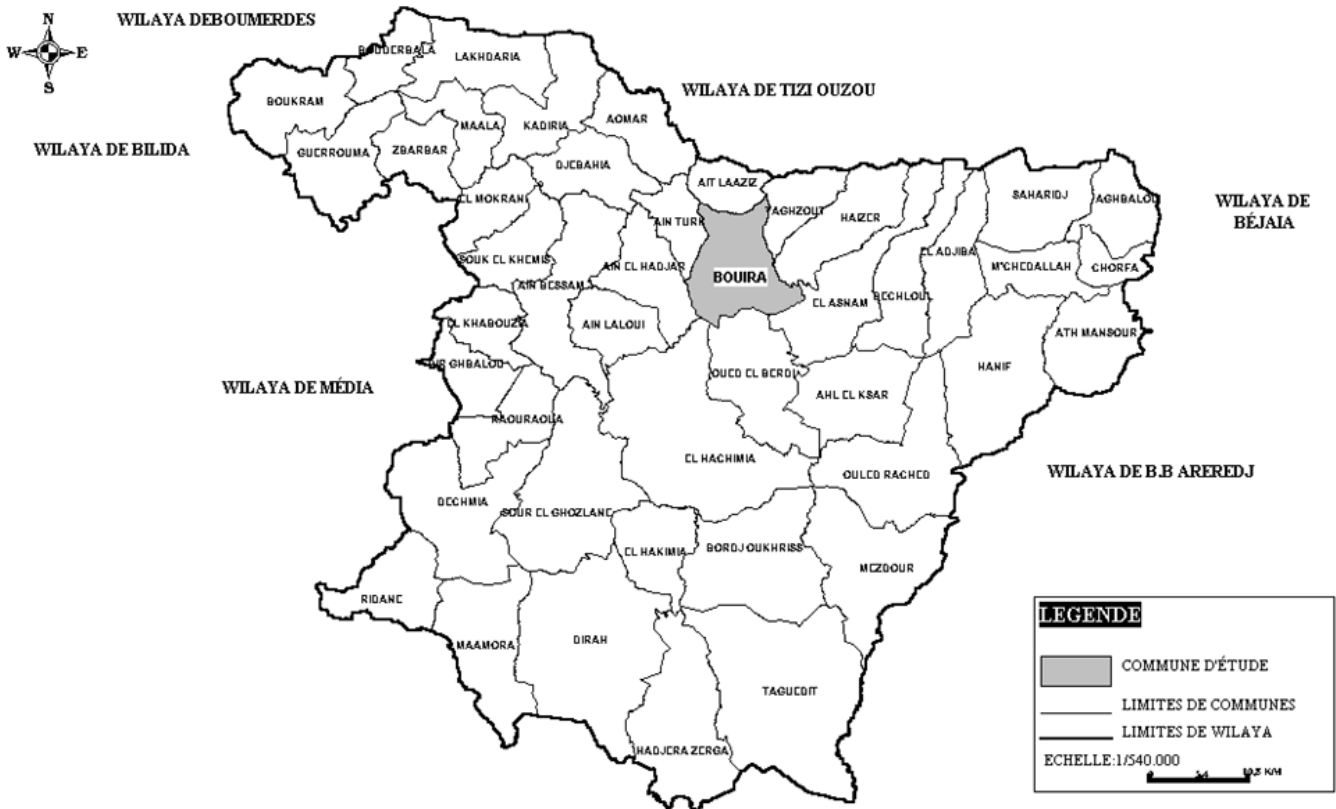 WILAYA DEBOUMERDES
N
W E
S
BOUDERBALA
LAKHDARIA
WILAYA DE TIZI OUZOU
BOUKRAM
MAALA
KADIRIA
AOMAR
WILAYA DE BILIDA
GUERROUMA
ZBARBAR
DJEBAHIA
AIT LAAZIZ
EL MOKRANI
AIN TURK
TAGHZOUT
HAIZER
SAHARIDJ
AGHBALOU
WILAYA DE
BÉJAIA
SOUK EL KHEMIS
AIN EL HADJAR
BOUIRA
EL ADJIBA
M'CHEDALLAH
CHORFA
AIN BESSAM
EL ASNAM
BECHLOUL
EL KHABOUZIA
AIN LALOUI
ATH MANSOUR
GHBALOU
OUED EL BERDI
HANIF
WILAYA DE MÉDIA
RAOURAOUA
AHL EL KSAR
EL HACHIMIA
OULED RACHED
WILAYA DE B.B AREREDJ
DECHMIA
SOUR EL GHOZLANE
EL HAKIMIA
BORDJ OUKHRISS
MEZDOUR
RIDANE
MAAMORA
DIRAH
TAGUEDIT
HADJERA ZERGA
LEGENDE
COMMUNE D'ÉTUDE
LIMITES DE COMMUNES
LIMITES DE WILAYA
ECHELLE:1/540.000